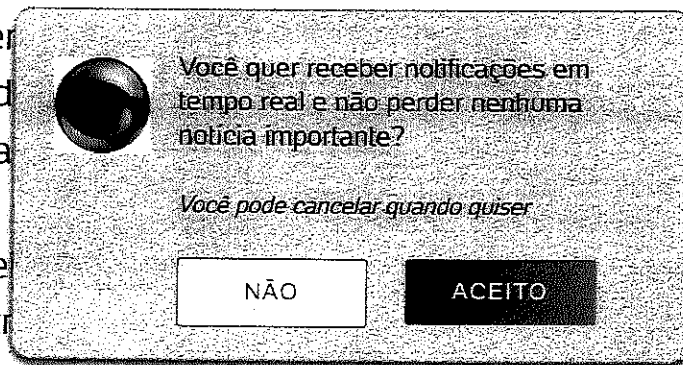 Você quer receber notificações em
tempo real e não perder nenhuma
notícia importante?
Você pode cancelar quando quiser
NÃO
ACEITO